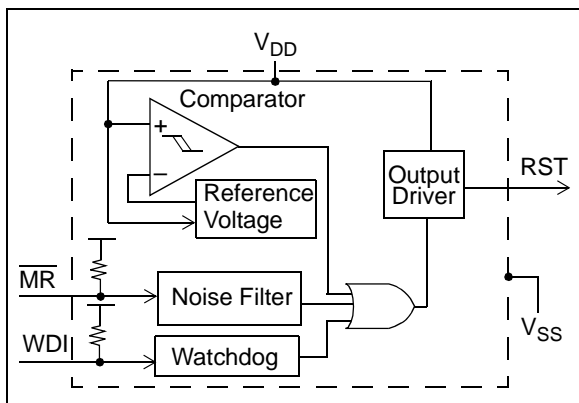 VDD
Comparator
+
−
Reference
Voltage
Output
Driver
RST
MR
Noise Filter
WDI
Watchdog
VSS